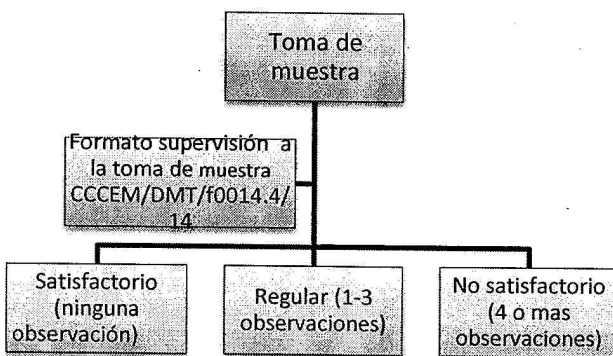 Toma de
muestra
Formato supervisión a
la toma de muestra
CCCEM/DMT/f0014.4/
14
Satisfactorio
(ninguna
observación)
Regular (1-3
observaciones)
No satisfactorio
(4 o mas
observaciones)